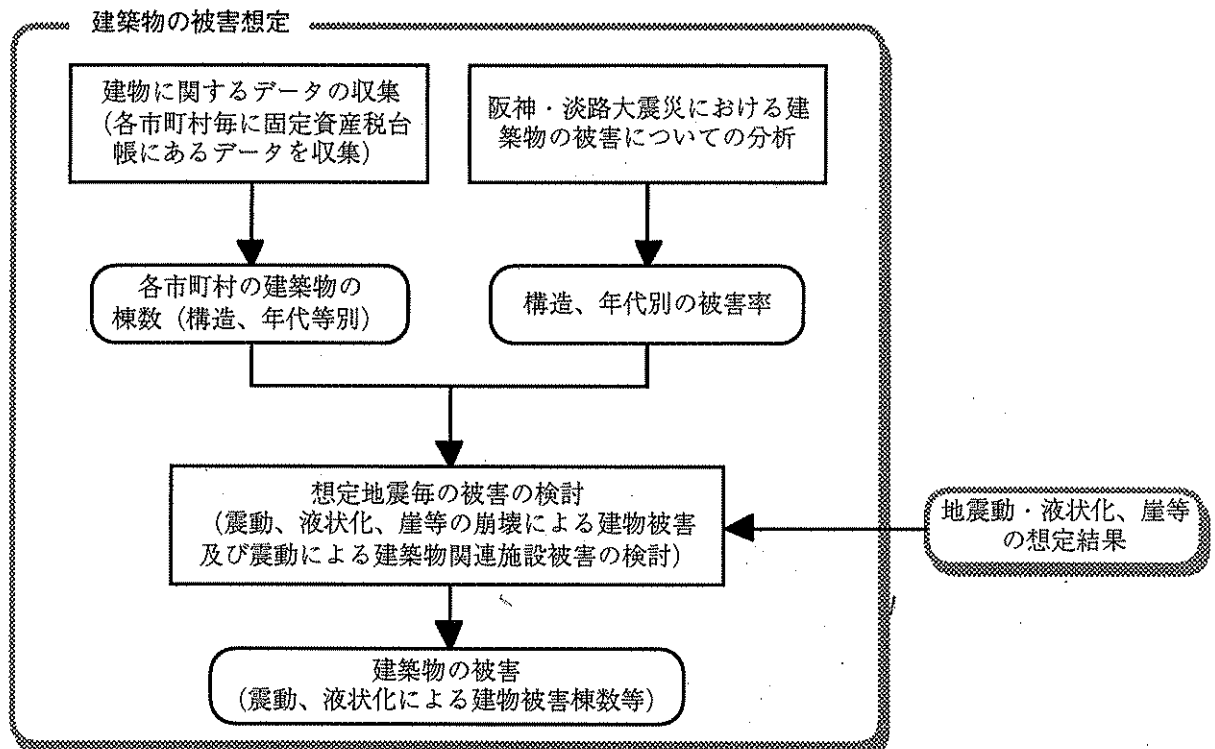 建築物の被害想定
建物に関するデータの収集
(各市町村毎に固定資産税台
帳にあるデータを収集)
阪神・淡路大震災における建
築物の被害についての分析
各市町村の建築物の
棟数(構造、年代等別)
構造、年代別の被害率
想定地震毎の被害の検討
(震動、液状化、崖等の崩壊による建物被害
及び震動による建築物関連施設被害の検討)
地震動・液状化、崖等
の想定結果
建築物の被害
(震動、液状化による建物被害棟数等)